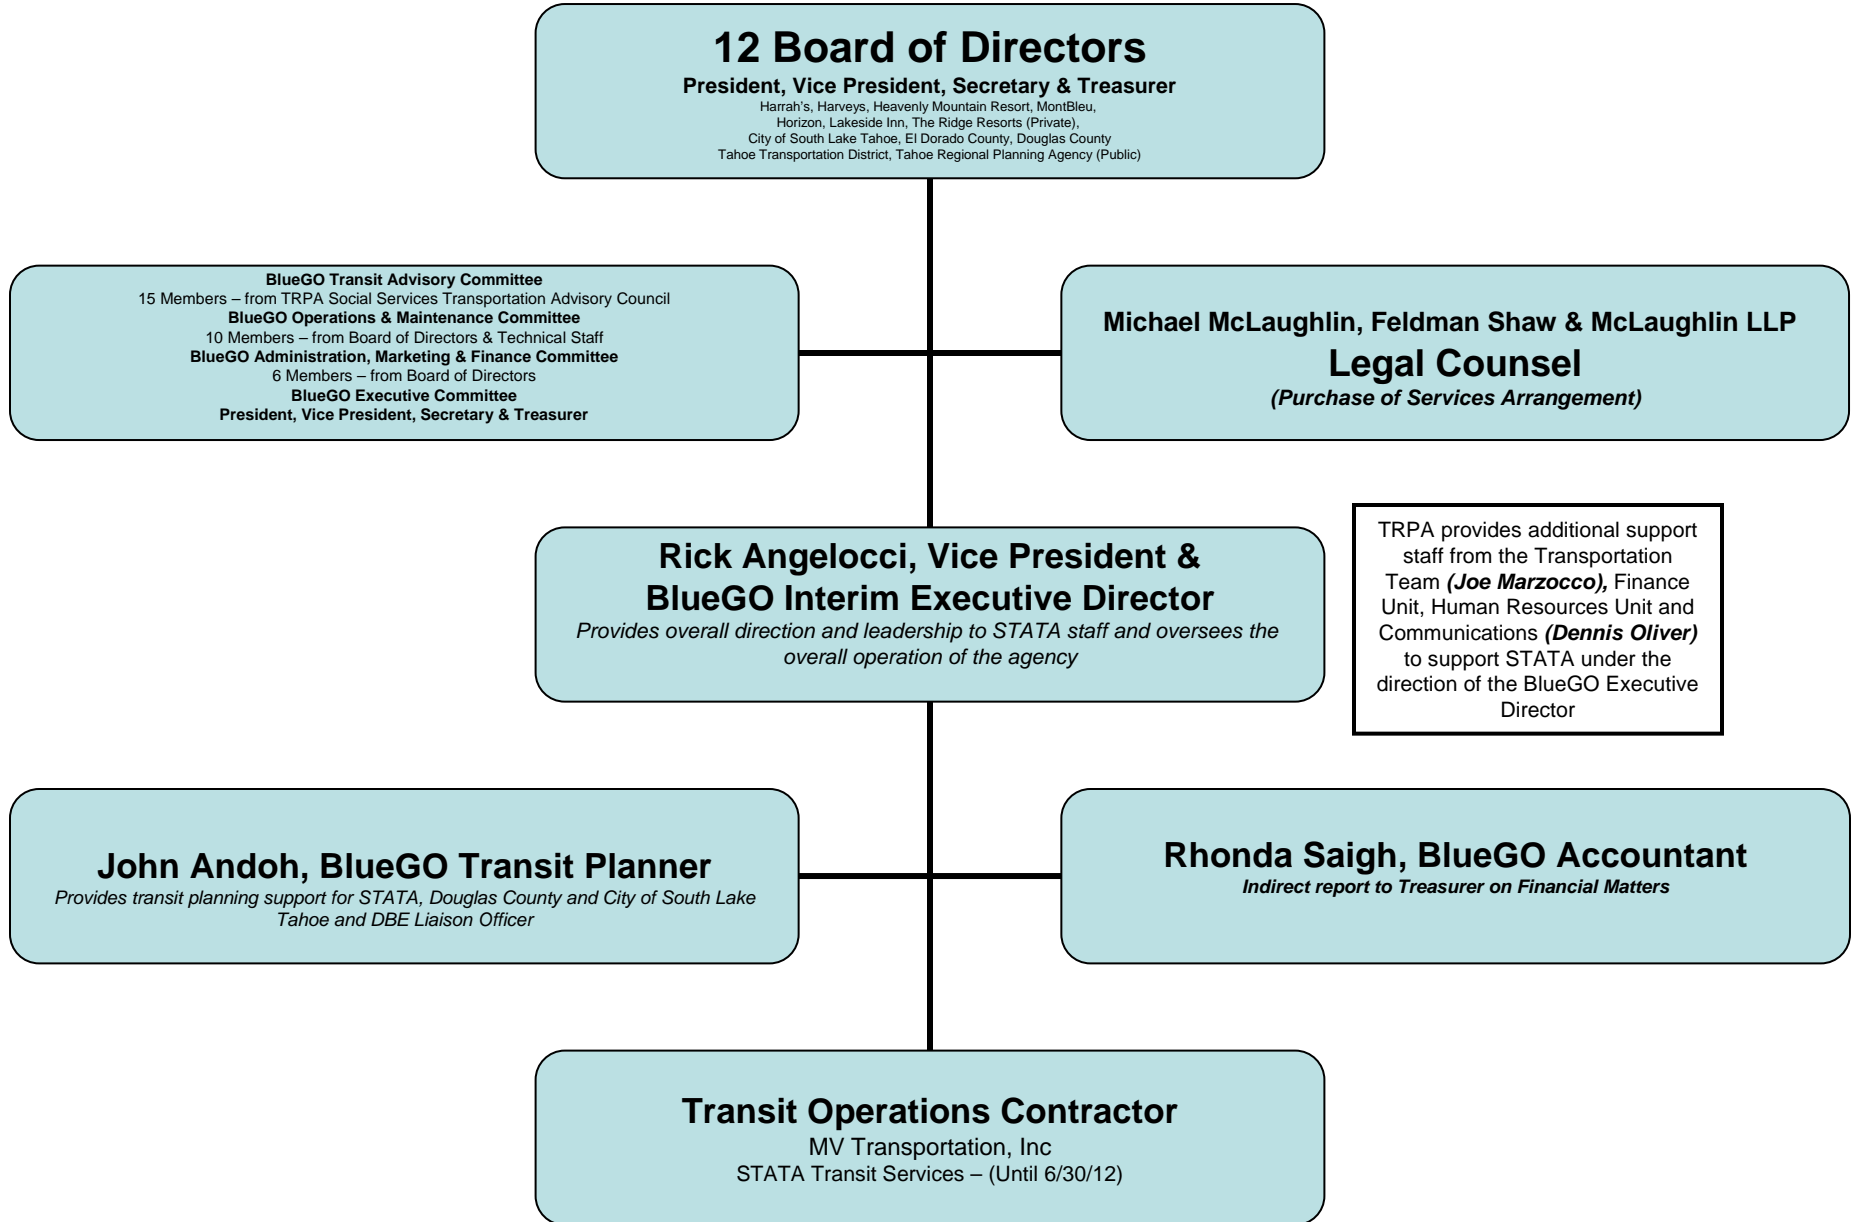 12 Board of Directors
President, Vice President, Secretary & Treasurer
Harrah's, Harveys, Heavenly Mountain Resort, MontBleu,
Horizon, Lakeside Inn, The Ridge Resorts (Private),
City of South Lake Tahoe, El Dorado County, Douglas County
Tahoe Transportation District, Tahoe Regional Planning Agency (Public)
BlueGO Transit Advisory Committee
15 Members – from TRPA Social Services Transportation Advisory Council
BlueGO Operations & Maintenance Committee
10 Members – from Board of Directors & Technical Staff
BlueGO Administration, Marketing & Finance Committee
6 Members – from Board of Directors
BlueGO Executive Committee
President, Vice President, Secretary & Treasurer
Michael McLaughlin, Feldman Shaw & McLaughlin LLP
Legal Counsel
(Purchase of Services Arrangement)
Rick Angelocci, Vice President &
BlueGO Interim Executive Director
Provides overall direction and leadership to STATA staff and oversees the
overall operation of the agency
TRPA provides additional support
staff from the Transportation
Team (Joe Marzocco), Finance
Unit, Human Resources Unit and
Communications (Dennis Oliver)
to support STATA under the
direction of the BlueGO Executive
Director
John Andoh, BlueGO Transit Planner
Provides transit planning support for STATA, Douglas County and City of South Lake
Tahoe and DBE Liaison Officer
Rhonda Saigh, BlueGO Accountant
Indirect report to Treasurer on Financial Matters
Transit Operations Contractor
MV Transportation, Inc
STATA Transit Services – (Until 6/30/12)